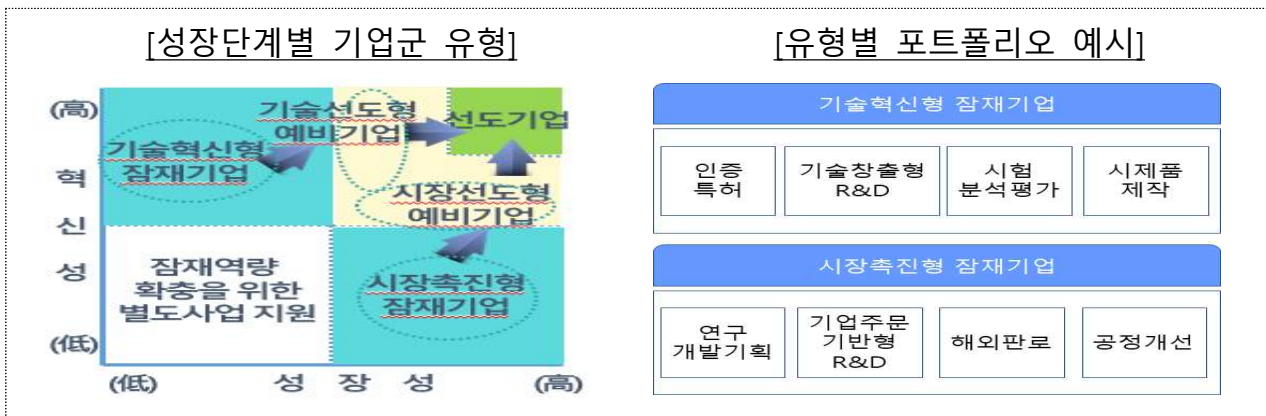 [성장단계별 기업군 유형]
(高)
혁
신
성
(低)
기술혁신형
잠재기업
기술선도형
예비기업
선도기업
시장선도형
예비기업
잠재역량
확충을 위한
별도사업 지원
시장촉진형
잠재기업
(低) 성 장 성 (高)
[유형별 포트폴리오 예시]
기술혁신형 잠재기업
인증
특허
기술창출형
R&D
시험
분석평가
시제품
제작
시장촉진형 잠재기업
연구
개발기획
기업주문
기반형
R&D
해외판로
공정개선